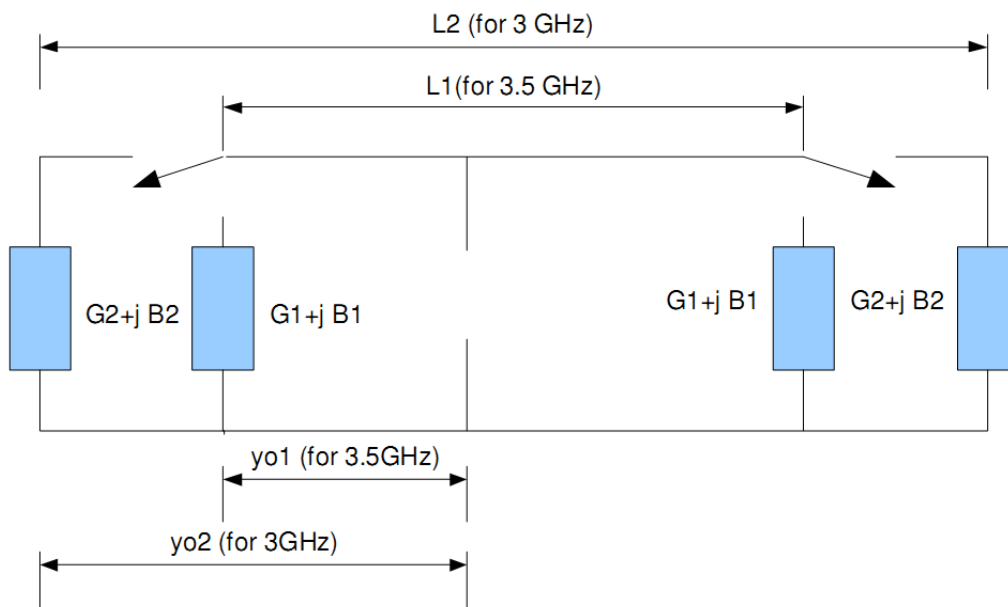 L2 (for 3 GHz)
L1(for 3.5 GHz)
G2+j B2
G1+j B1
G1+j B1
G2+j B2
yo1 (for 3.5GHz)
yo2 (for 3GHz)